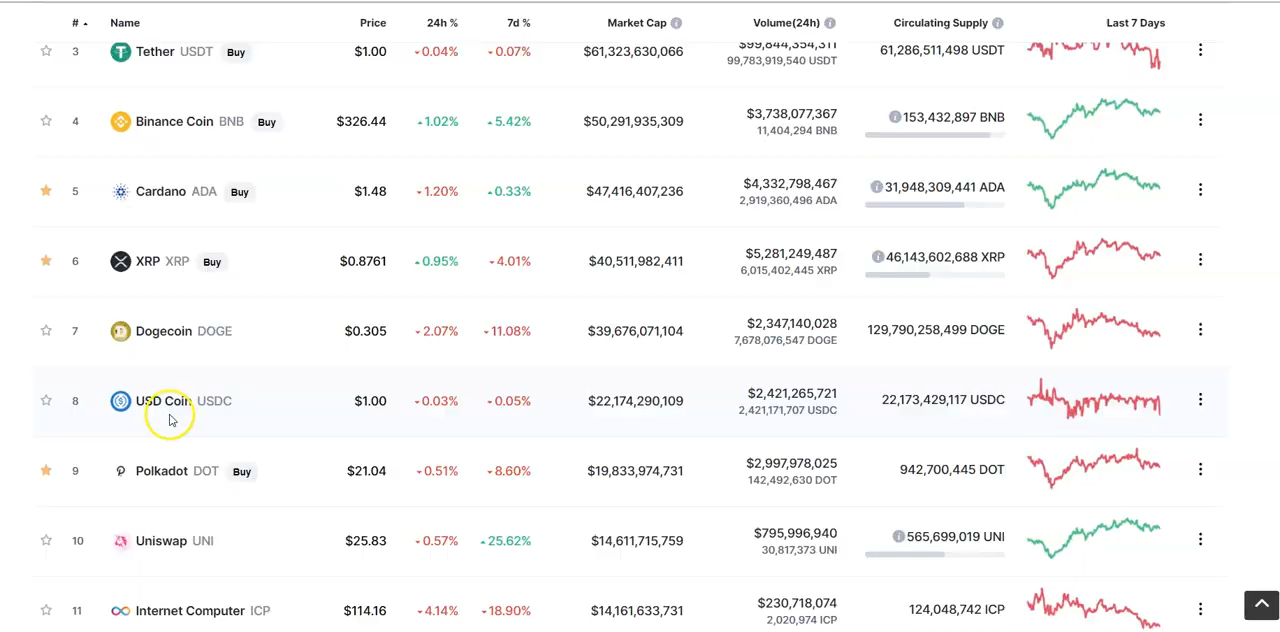 # Name Price 24h % 7d % Market Cap Volume(24h) Circulating Supply Last 7 Days
3 Tether USDT Buy $1.00 0.04% 0.07% $61,323,630,066 $99,844,354,311 61,286,511,498 USDT
99,783,919,540 USDT
4 Binance Coin BNB Buy $326.44 1.02% 5.42% $50,291,935,309 $3,738,077,367 153,432,897 BNB
11,404,294 BNB
5 Cardano ADA Buy $1.48 1.20% 0.33% $47,416,407,236 $4,332,798,467 31,948,309,441 ADA
2,919,360,496 ADA
6 XRP XRP Buy $0.8761 0.95% 4.01% $40,511,982,411 $5,281,249,487 46,143,602,688 XRP
6,015,402,445 XRP
7 Dogecoin DOGE $0.305 2.07% 11.08% $39,676,071,104 $2,347,140,028 129,790,258,499 DOGE
7,678,076,547 DOGE
8 USD Coin USDC $1.00 0.03% 0.05% $22,174,290,109 $2,421,265,721 22,173,429,117 USDC
2,421,171,707 USDC
9 Polkadot DOT Buy $21.04 0.51% 8.60% $19,833,974,731 $2,997,978,025 942,700,445 DOT
142,492,630 DOT
10 Uniswap UNI $25.83 0.57% 25.62% $14,611,715,759 $795,996,940 565,699,019 UNI
30,817,373 UNI
11 Internet Computer ICP $114.16 4.14% 18.90% $14,161,633,731 $230,718,074 124,048,742 ICP
2,020,974 ICP